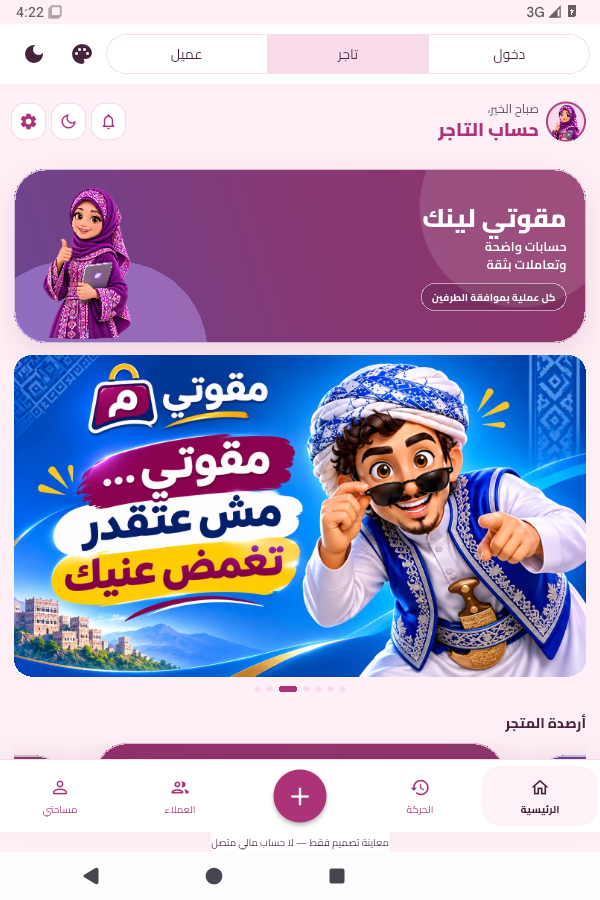 4:22
3G
دخول
تاجر
عميل
صباح الخير،
حساب التاجر
مقوتي لينك
حسابات واضحة
وتعاملات بثقة
كل عملية بموافقة الطرفين
مقوتي
م
مقوتي...
مش عتقدر
تغمض عنيك
أرصدة المتجر
الرئيسية
الحركة
العملاء
مساحتي
معاينة تصميم فقط — لا حساب مالي متصل